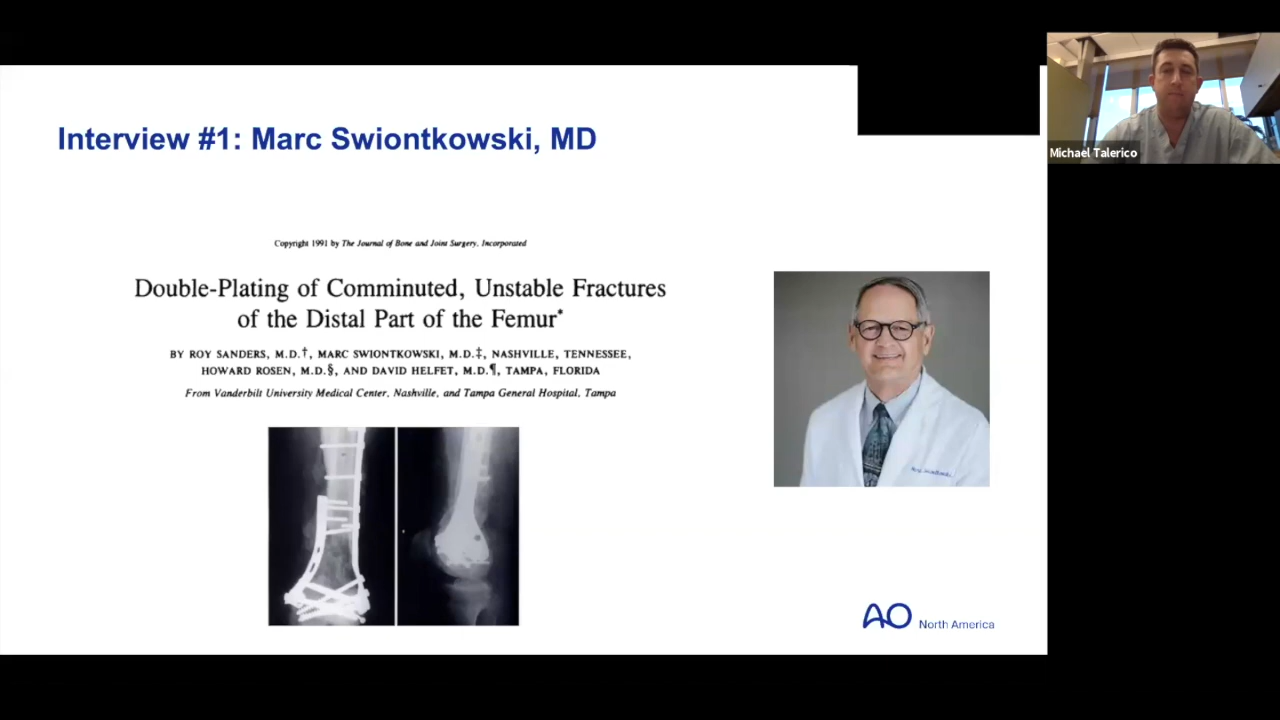 Interview #1: Marc Swiontkowski, MD
Michael Talerico
Copyright 1991 by The Journal of Bone and Joint Surgery, Incorporated
Double-Plating of Comminuted, Unstable Fractures
of the Distal Part of the Femur*
BY ROY SANDERS, M.D.†, MARC SWIONTKOWSKI, M.D.‡, NASHVILLE, TENNESSEE,
HOWARD ROSEN, M.D.§, AND DAVID HELFET, M.D.¶, TAMPA, FLORIDA
From Vanderbilt University Medical Center, Nashville, and Tampa General Hospital, Tampa
AO North America